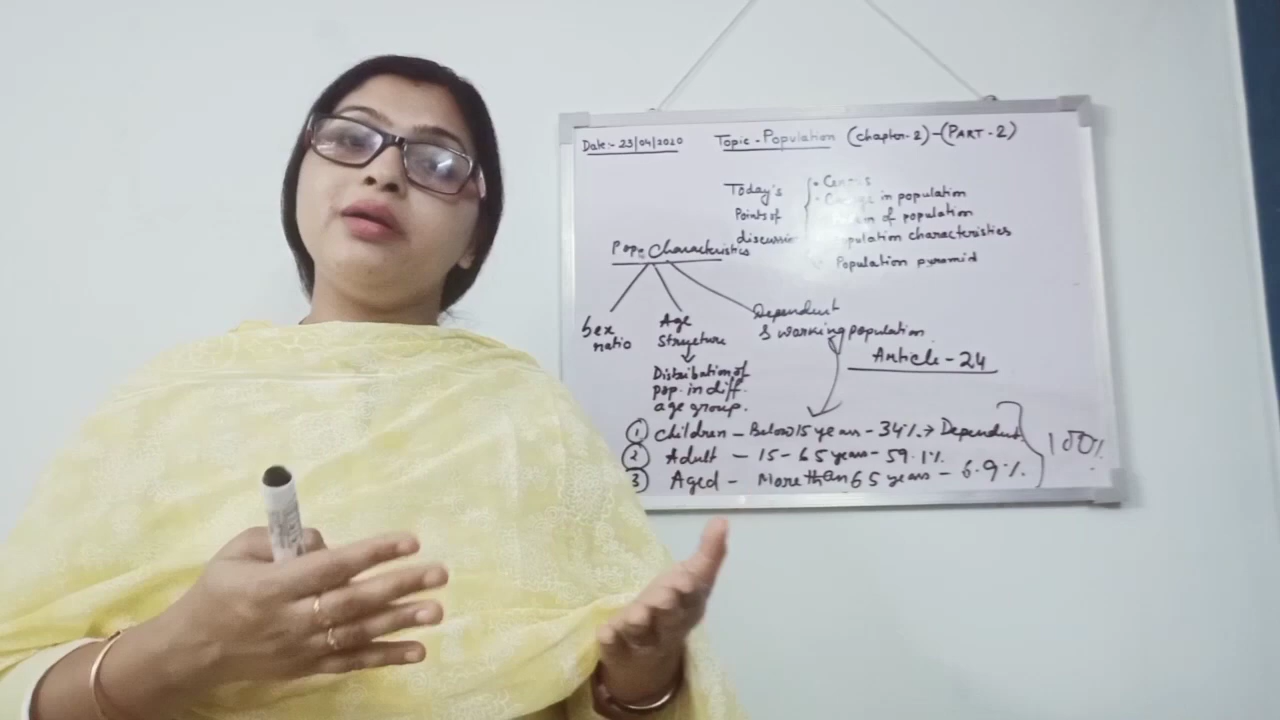 Date:- 23/04/2020
Topic - Population (chapter-2)-(PART-2)
Today's
Points of
discussion
• Census
• Change in population
of population
characteristics
Population pyramid
Popn Characteristics
Sex
ratio
Age
Structure
Distribution of
pop. in diff.
age group.
Dependent
& working population
Article - 24
① Children - Below 15 years - 34% → Dependent
② Adult - 15 - 65 years - 59.1%
③ Aged - More than 65 years - 6.9%.
100%